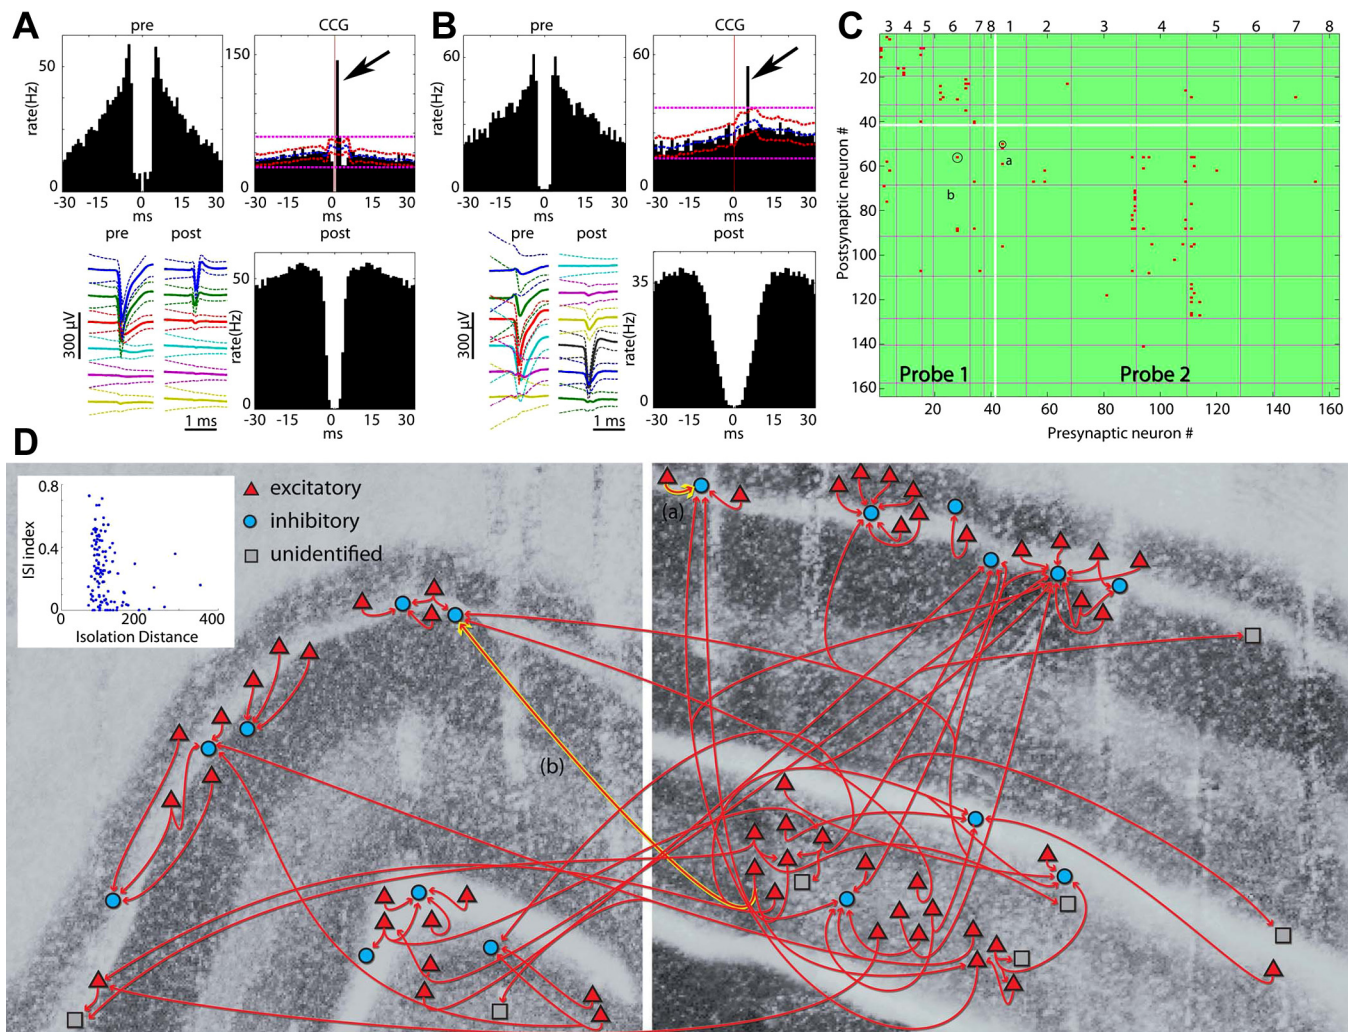 A
pre
CCG
rate(Hz)
50
0
-30 -15 0 15 30
ms
150
0
-30 -15 0 15 30
ms
pre
post
300 µV
1 ms
post
rate(Hz)
50
0
-30 -15 0 15 30
ms
B
pre
CCG
rate(Hz)
60
40
20
0
-30 -15 0 15 30
ms
60
30
0
-30 -15 0 15 30
ms
pre
post
300 µV
1 ms
post
rate(Hz)
35
0
-30 -15 0 15 30
ms
C
3 4 5 6 7 8 1 2 3 4 5 6 7 8
Postsynaptic neuron #
20
40
60
80
100
120
140
160
a
b
Probe 1
Probe 2
20 40 60 80 100 120 140 160
Presynaptic neuron #
D
ISI index
0.8
0.4
0
0 200 400
Isolation Distance
excitatory
inhibitory
unidentified
(a)
(b)